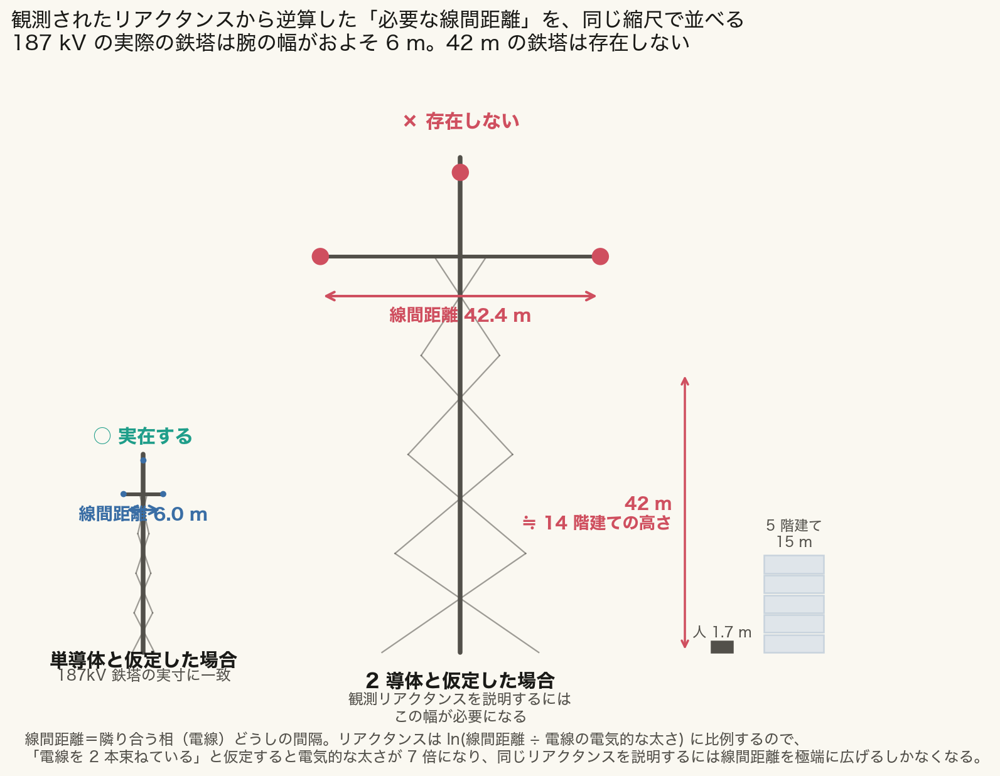 観測されたリアクタンスから逆算した「必要な線間距離」を、同じ縮尺で並べる
187 kV の実際の鉄塔は腕の幅がおよそ 6 m。42 m の鉄塔は存在しない
× 存在しない
線間距離 42.4 m
○ 実在する
線間距離 6.0 m
42 m
≒ 14 階建ての高さ
5 階建て
15 m
人 1.7 m
単導体と仮定した場合
187kV 鉄塔の実寸に一致
2 導体と仮定した場合
観測リアクタンスを説明するには
この幅が必要になる
線間距離＝隣り合う相（電線）どうしの間隔。リアクタンスは ln(線間距離 ÷ 電線の電気的な太さ) に比例するので、
「電線を 2 本束ねている」と仮定すると電気的な太さが 7 倍になり、同じリアクタンスを説明するには線間距離を極端に広げるしかなくなる。